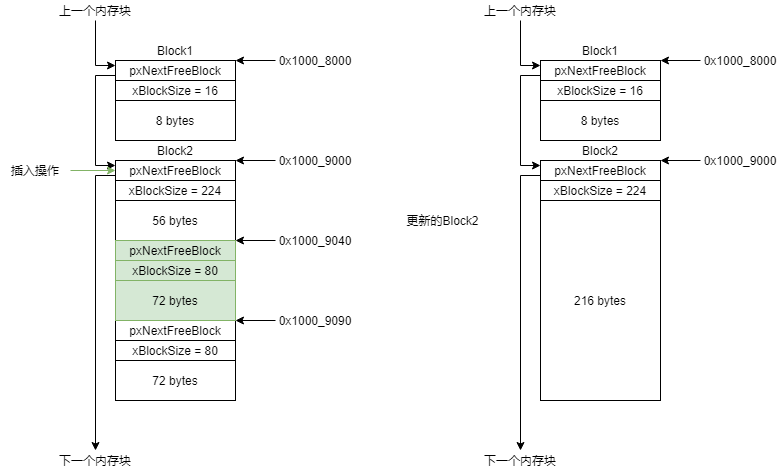 上一个内存块
Block1
0x1000_8000
pxNextFreeBlock
xBlockSize = 16
8 bytes
Block2
0x1000_9000
插入操作
pxNextFreeBlock
xBlockSize = 224
56 bytes
0x1000_9040
pxNextFreeBlock
xBlockSize = 80
72 bytes
0x1000_9090
pxNextFreeBlock
xBlockSize = 80
72 bytes
下一个内存块
更新的Block2
上一个内存块
Block1
0x1000_8000
pxNextFreeBlock
xBlockSize = 16
8 bytes
Block2
0x1000_9000
pxNextFreeBlock
xBlockSize = 224
216 bytes
下一个内存块